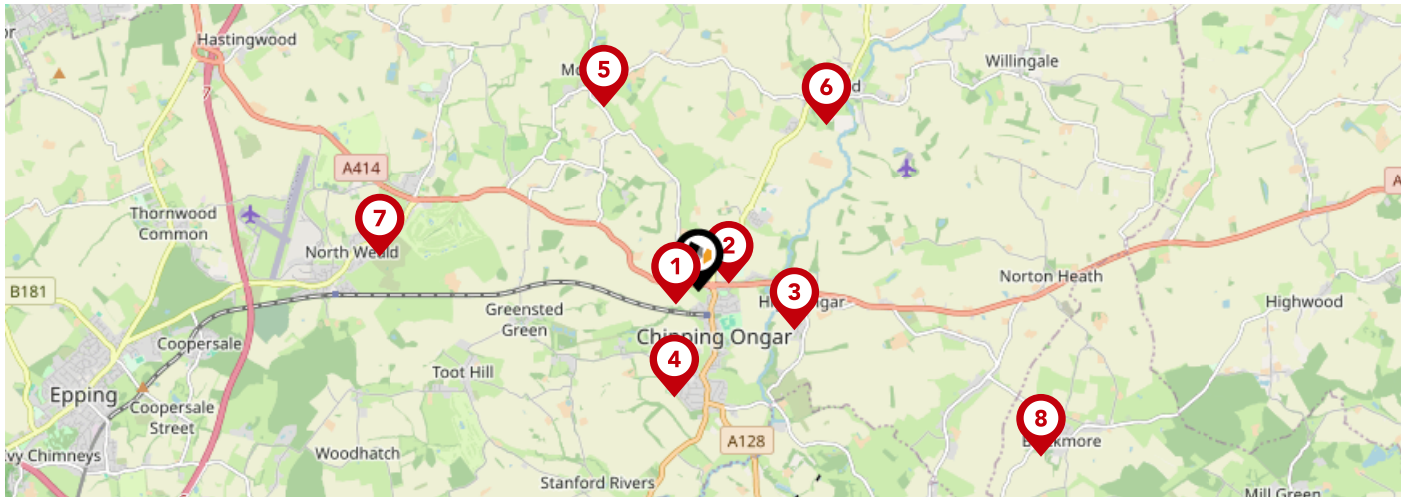 Hastingwood
7
Willingale
5
6
A414
7
Thornwood
Common
North Weald
2
1
3
Norton Heath
B181
Highwood
Greensted
Green
Chipping Ongar
Coopersale
4
Toot Hill
Epping
Coopersale
Street
8
A128
Woodhatch
Stanford Rivers
Mill Green